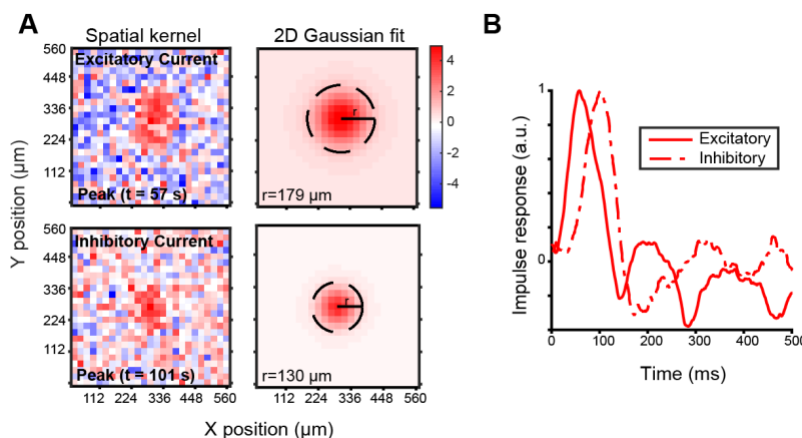 A
B
Spatial kernel
2D Gaussian fit
560
448
336
224
112
Excitatory Current
Peak (t = 57 s)
r
r=179 µm
4
2
0
-2
-4
560
448
336
224
112
Inhibitory Current
Peak (t = 101 s)
r
r=130 µm
112 224 336 448 560
112 224 336 448 560
Y position (µm)
X position (µm)
1
0
Impulse response (a.u.)
Excitatory
Inhibitory
0 100 200 300 400 500
Time (ms)